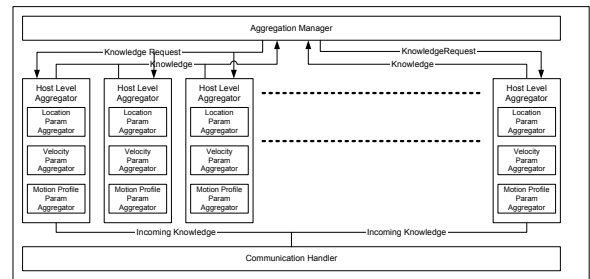 Aggregation Manager
Knowledge Request
KnowledgeRequest
Knowledge
Knowledge
Host Level
Aggregator
Location
Param
Aggregator
Velocity
Param
Aggregator
Motion Profile
Param
Aggregator
Host Level
Aggregator
Location
Param
Aggregator
Velocity
Param
Aggregator
Motion Profile
Param
Aggregator
Host Level
Aggregator
Location
Param
Aggregator
Velocity
Param
Aggregator
Motion Profile
Param
Aggregator
Host Level
Aggregator
Location
Param
Aggregator
Velocity
Param
Aggregator
Motion Profile
Param
Aggregator
Incoming Knowledge
Incoming Knowledge
Communication Handler